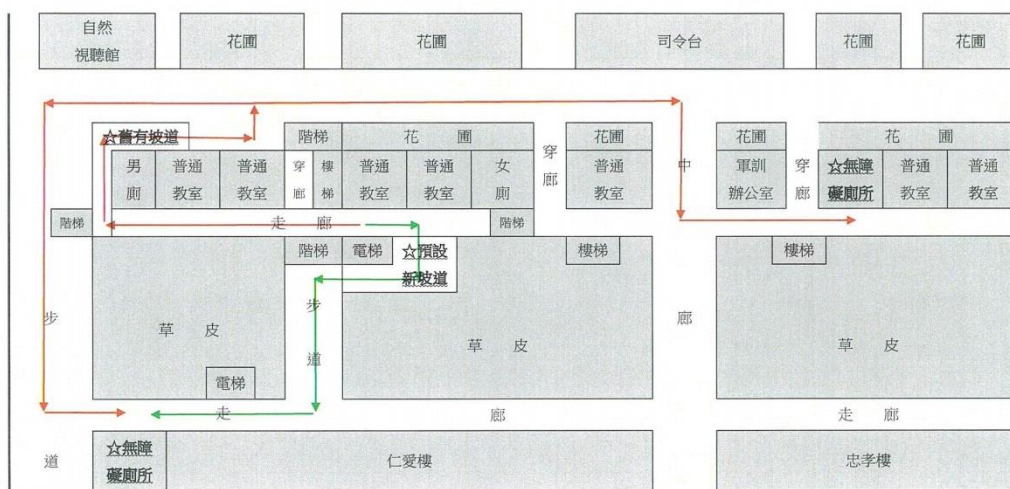 自然
視聽館
花圃
花圃
司令台
花圃
花圃
☆舊有坡道
階梯
花 圃
花圃
花圃
花 圃
男
廁
普通
教室
普通
教室
穿
廊
樓
梯
普通
教室
普通
教室
女
廁
穿
廊
普通
教室
中
軍訓
辦公室
穿
廊
☆無障
礙廁所
普通
教室
普通
教室
階梯
走 廊
階梯
階梯
電梯
☆預設
新坡道
樓梯
樓梯
步
草 皮
步
道
草 皮
廊
草 皮
電梯
走
廊
走 廊
道
☆無障
礙廁所
仁愛樓
忠孝樓